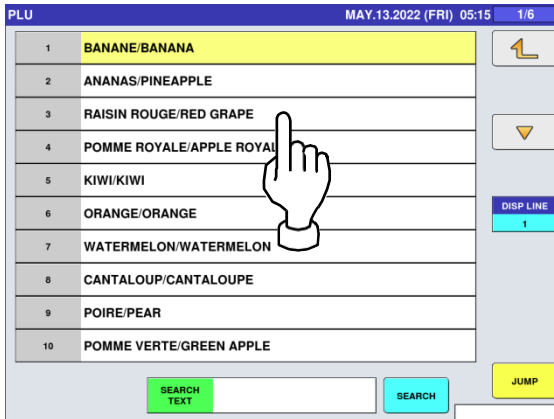 PLU MAY.13.2022 (FRI) 05:15 1/6
1 BANANE/BANANA
2 ANANAS/PINEAPPLE
3 RAISIN ROUGE/RED GRAPE
4 POMME ROYALE/APPLE ROYAL
5 KIWI/KIWI
6 ORANGE/ORANGE
7 WATERMELON/WATERMELON
8 CANTALOUP/CANTALOUPE
9 POIRE/PEAR
10 POMME VERTE/GREEN APPLE
DISP LINE
1
SEARCH
TEXT
SEARCH
JUMP